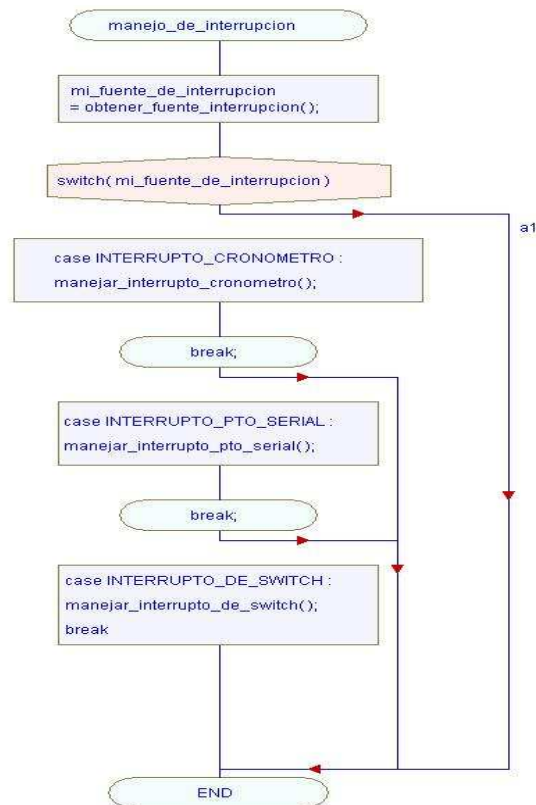 manejo_de_interrupcion
mi_fuente_de_interrupcion
= obtener_fuente_interrupcion();
switch( mi_fuente_de_interrupcion )
a1
case INTERRUPTO_CRONOMETRO :
manejar_interrupto_cronometro();
break;
case INTERRUPTO_PTO_SERIAL :
manejar_interrupto_pto_serial();
break;
case INTERRUPTO_DE_SWITCH :
manejar_interrupto_de_switch();
break
END